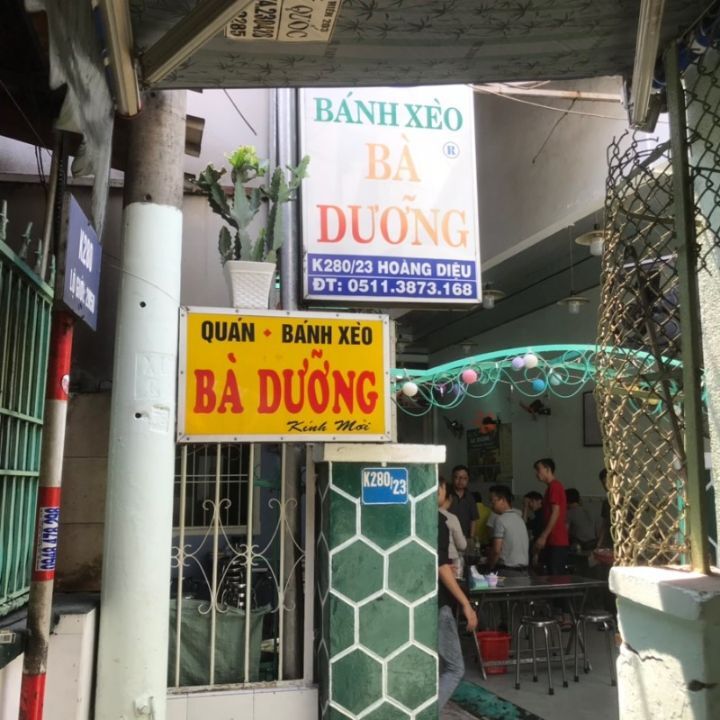 BÁNH XÈO
BÀ
®
DƯỠNG
K280/23 HOÀNG DIỆU
ĐT: 0511.3873.168
QUÁN • BÁNH XÈO
BÀ DƯỠNG
Kính Mời
K280/23
K280
QUỐC